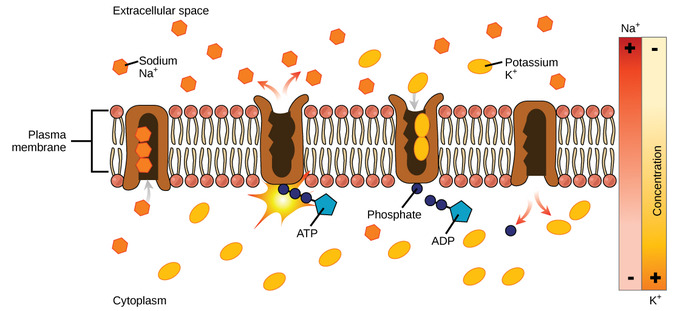 Extracellular space
Na⁺
+ -
Sodium
Na⁺
Potassium
K⁺
Plasma
membrane
Concentration
Phosphate
ATP
ADP
- +
Cytoplasm
K⁺